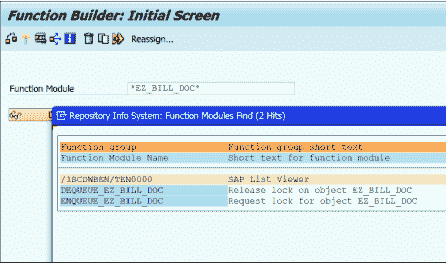 Function Builder: Initial Screen
Reassign...
Function Module *EZ_BILL_DOC*
Repository Info System: Function Modules Find (2 Hits)
Function group Function group short text
Function Module Name Short text for function module
/1BCDWBEN/TEN0000 SAP List Viewer
DEQUEUE_EZ_BILL_DOC Release lock on object EZ_BILL_DOC
ENQUEUE_EZ_BILL_DOC Request lock for object EZ_BILL_DOC